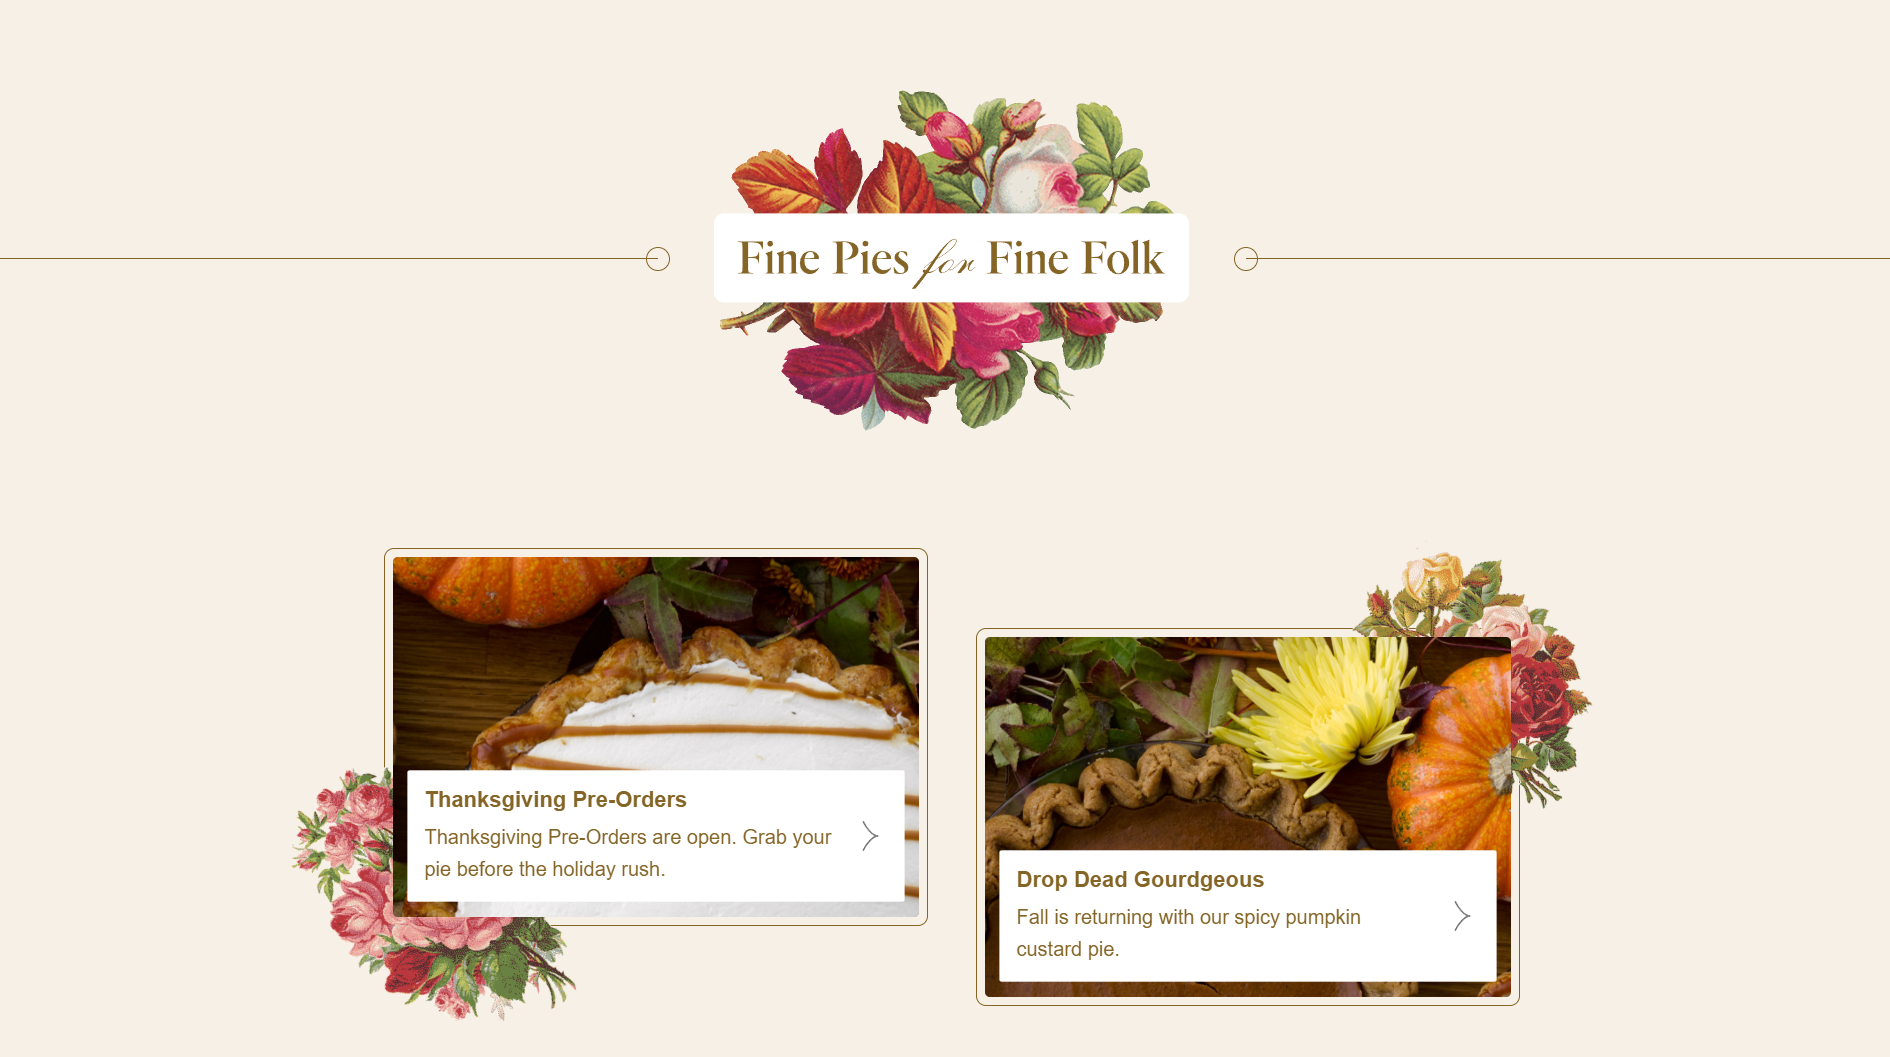 Fine Pies for Fine Folk
Thanksgiving Pre-Orders
Thanksgiving Pre-Orders are open. Grab your
pie before the holiday rush.
Drop Dead Gourdgeous
Fall is returning with our spicy pumpkin
custard pie.